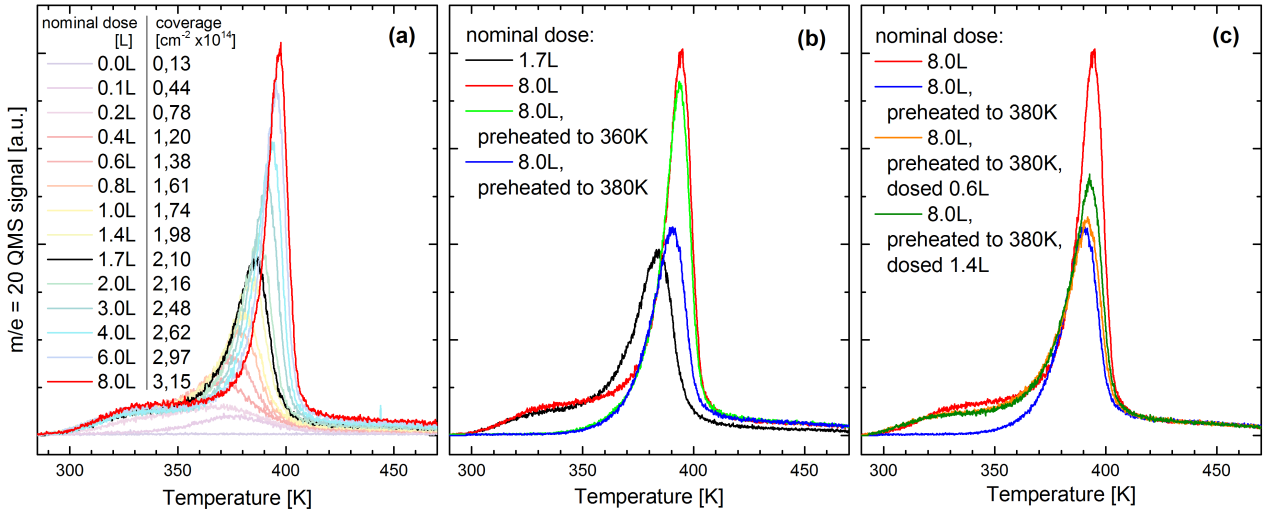 m/e = 20 QMS signal [a.u.]
nominal dose coverage
[L] [cm⁻² x10¹⁴]
0.0L 0,13
0.1L 0,44
0.2L 0,78
0.4L 1,20
0.6L 1,38
0.8L 1,61
1.0L 1,74
1.4L 1,98
1.7L 2,10
2.0L 2,16
3.0L 2,48
4.0L 2,62
6.0L 2,97
8.0L 3,15
(a)
300 350 400 450
Temperature [K]
(b)
nominal dose:
1.7L
8.0L
8.0L,
preheated to 360K
8.0L,
preheated to 380K
300 350 400 450
Temperature [K]
(c)
nominal dose:
8.0L
8.0L,
preheated to 380K
8.0L,
preheated to 380K,
dosed 0.6L
8.0L,
preheated to 380K,
dosed 1.4L
300 350 400 450
Temperature [K]